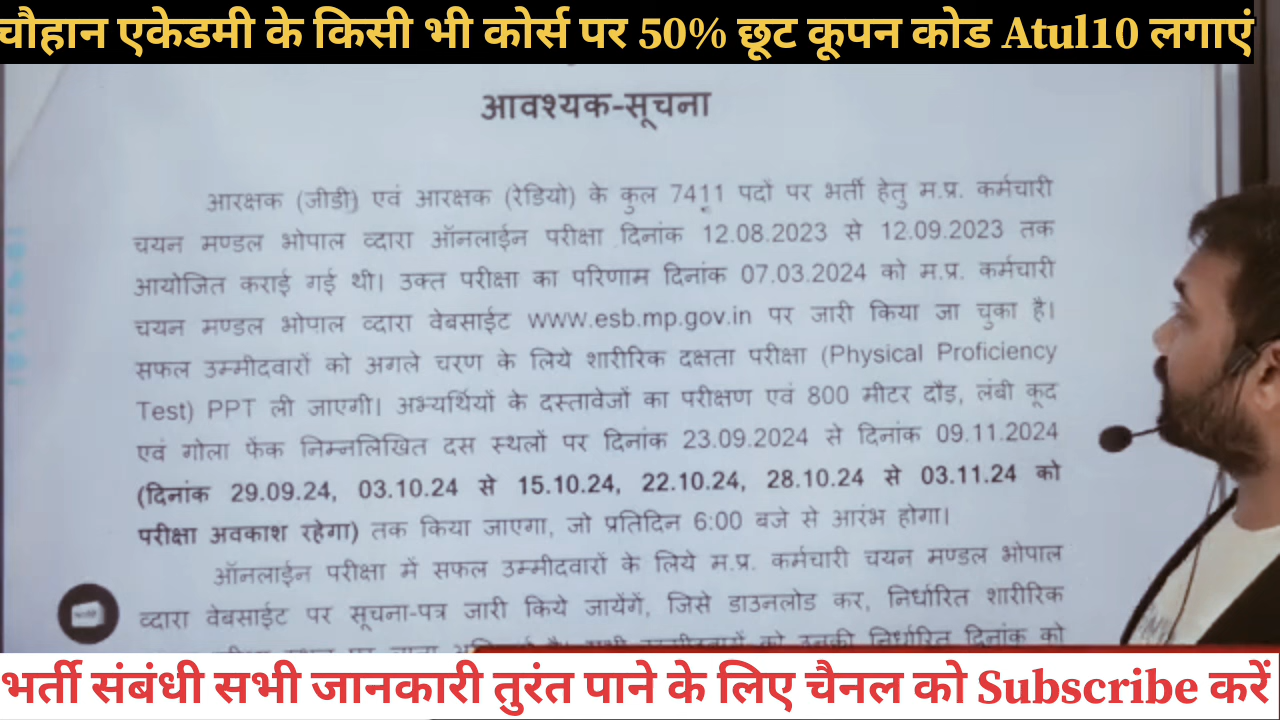 चौहान एकेडमी के किसी भी कोर्स पर 50% छूट कूपन कोड Atul10 लगाएं
आवश्यक-सूचना
आरक्षक (जीडी) एवं आरक्षक (रेडियो) के कुल 7411 पदों पर भर्ती हेतु म.प्र. कर्मचारी
चयन मण्डल भोपाल व्दारा ऑनलाईन परीक्षा दिनांक 12.08.2023 से 12.09.2023 तक
आयोजित कराई गई थी। उक्त परीक्षा का परिणाम दिनांक 07.03.2024 को म.प्र. कर्मचारी
चयन मण्डल भोपाल व्दारा वेबसाईट www.esb.mp.gov.in पर जारी किया जा चुका है।
सफल उम्मीदवारों को अगले चरण के लिये शारीरिक दक्षता परीक्षा (Physical Proficiency
Test) PPT ली जाएगी। अभ्यर्थियों के दस्तावेजों का परीक्षण एवं 800 मीटर दौड़, लंबी कूद
एवं गोला फेंक निम्नलिखित दस स्थलों पर दिनांक 23.09.2024 से दिनांक 09.11.2024
(दिनांक 29.09.24, 03.10.24 से 15.10.24, 22.10.24, 28.10.24 से 03.11.24 को
परीक्षा अवकाश रहेगा) तक किया जाएगा, जो प्रतिदिन 6:00 बजे से आरंभ होगा।
ऑनलाईन परीक्षा में सफल उम्मीदवारों के लिये म.प्र. कर्मचारी चयन मण्डल भोपाल
व्दारा वेबसाईट पर सूचना-पत्र जारी किये जायेंगें, जिसे डाउनलोड कर, निर्धारित शारीरिक
को उनकी निर्धारित दिनांक को
भर्ती संबंधी सभी जानकारी तुरंत पाने के लिए चैनल को Subscribe करें